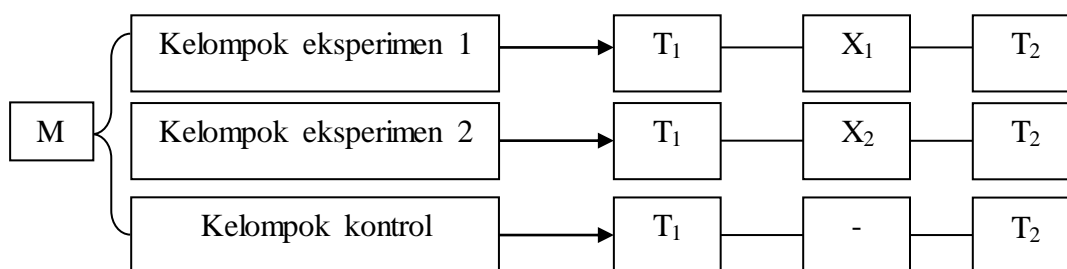 Kelompok eksperimen 1 T₁ X₁ T₂
M Kelompok eksperimen 2 T₁ X₂ T₂
Kelompok kontrol T₁ - T₂